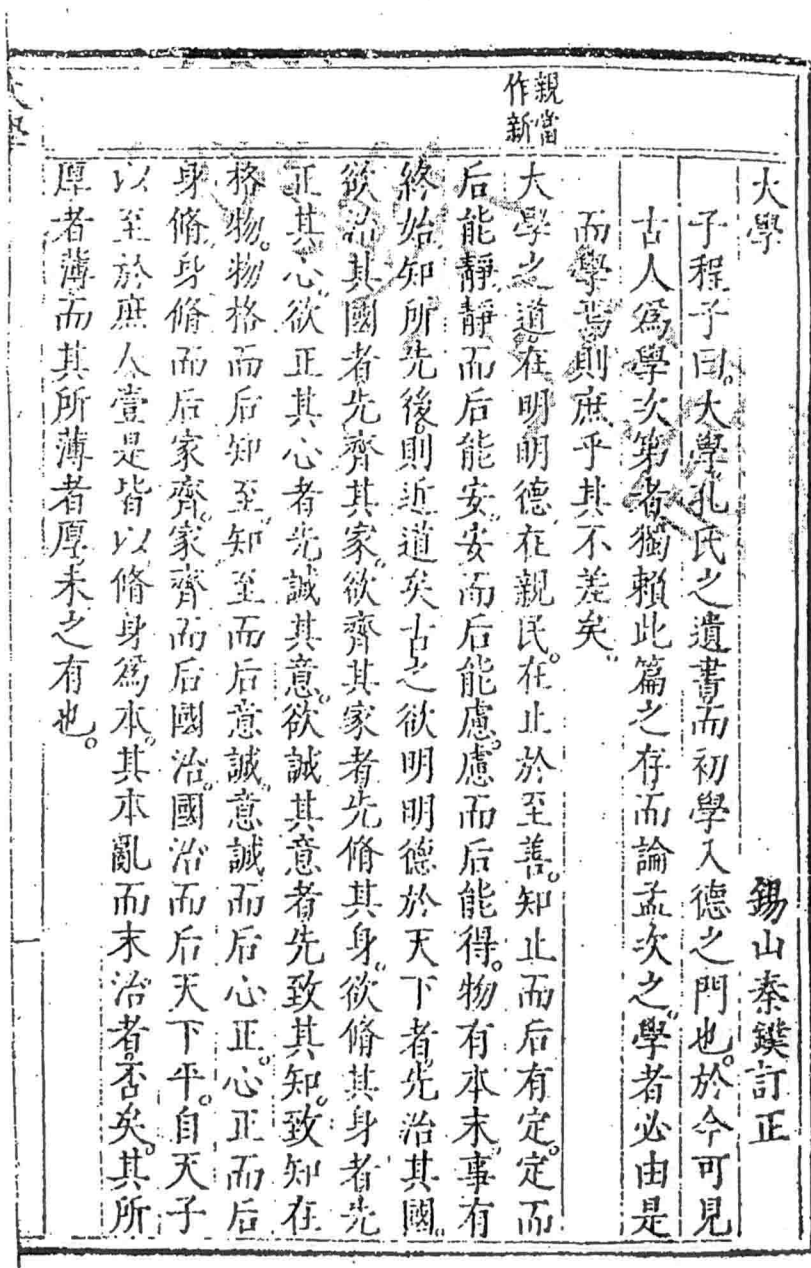 大學
錫山秦鏷訂正
子程子曰。大學。孔氏之遺書。而初學入德之門也。於今可見
古人爲學次第者。獨賴此篇之存。而論孟次之。學者必由是
而學焉。則庶乎其不差矣。
親當
作新
大學之道。在明明德。在親民。在止於至善。知止而后有定。定而
后能靜。靜而后能安。安而后能慮。慮而后能得。物有本末。事有
終始。知所先後。則近道矣。古之欲明明德於天下者。先治其國。
欲治其國者。先齊其家。欲齊其家者。先脩其身。欲脩其身者。先
正其心。欲正其心者。先誠其意。欲誠其意者。先致其知。致知在
格物。物格而后知至。知至而后意誠。意誠而后心正。心正而后
身脩。身脩而后家齊。家齊而后國治。國治而后天下平。自天子
以至於庶人。壹是皆以脩身爲本。其本亂而末治者。否矣。其所
厚者薄。而其所薄者厚。未之有也。
大學